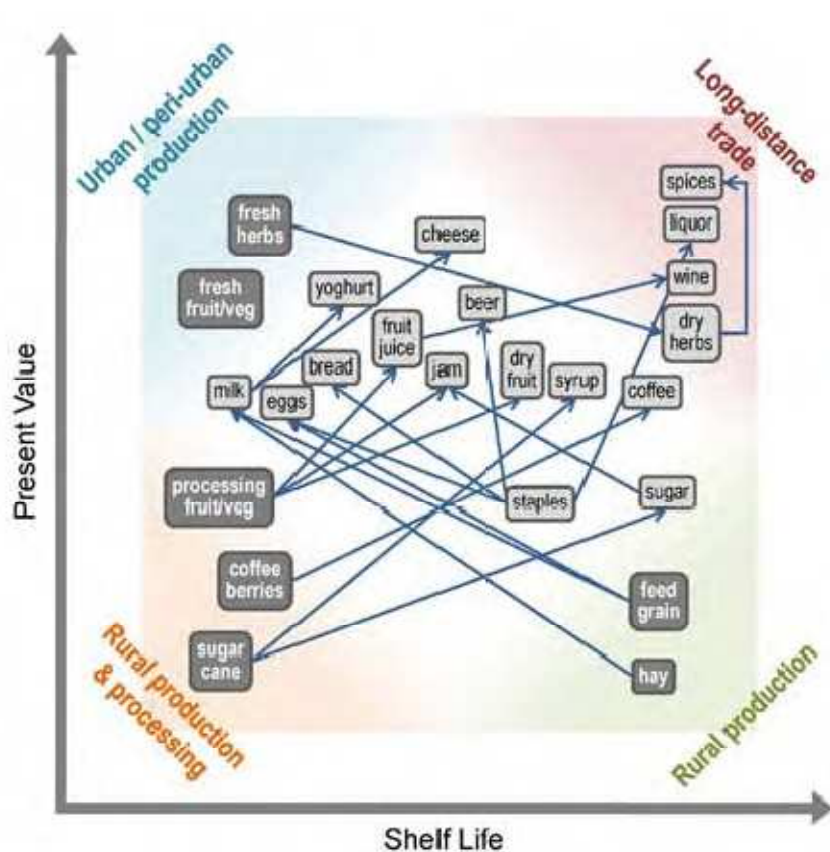 Urban / peri-urban
production
Long-distance
trade
spices
fresh
herbs
liquor
cheese
wine
fresh
fruit/veg
yoghurt
beer
fruit
juice
dry
herbs
bread
jam
dry
fruit
syrup
milk
eggs
coffee
Present Value
processing
fruit/veg
staples
sugar
coffee
berries
feed
grain
sugar
cane
hay
Rural production
& processing
Rural production
Shelf Life